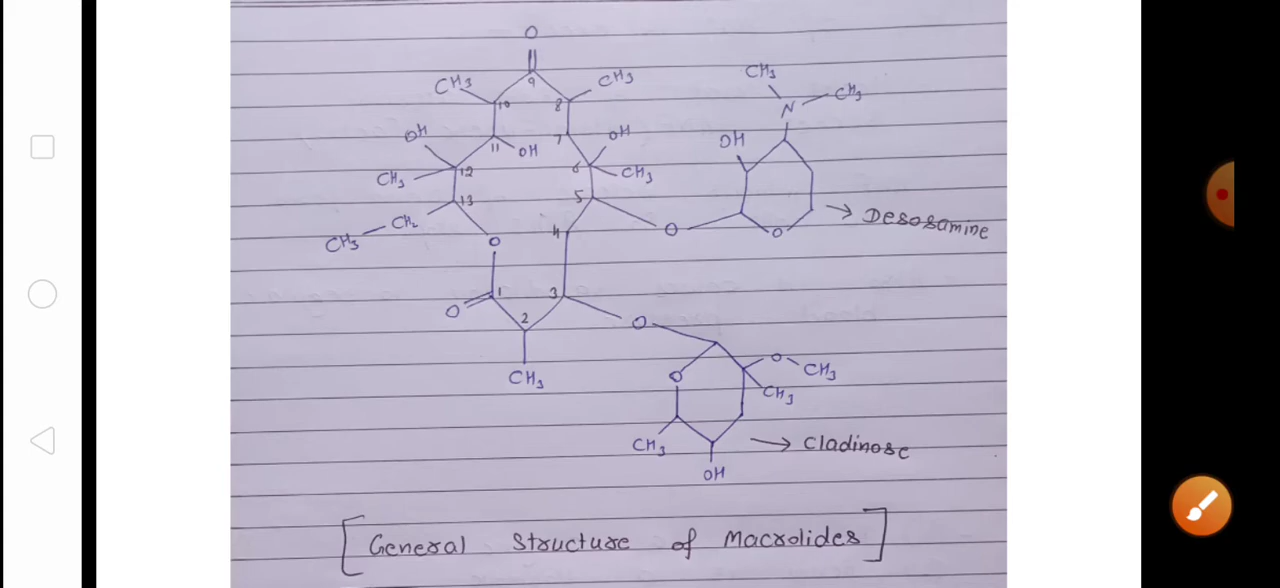 O
CH3
9
CH3
10
8
CH3
CH3
N
OH
11
OH
7
OH
OH
CH3
12
6
CH3
13
5
CH3
CH2
O
4
O
O
→ Desosamine
O
1
3
2
O
CH3
O
O
CH3
CH3
CH3
→ Cladinose
OH
[General Structure of Macrolides]